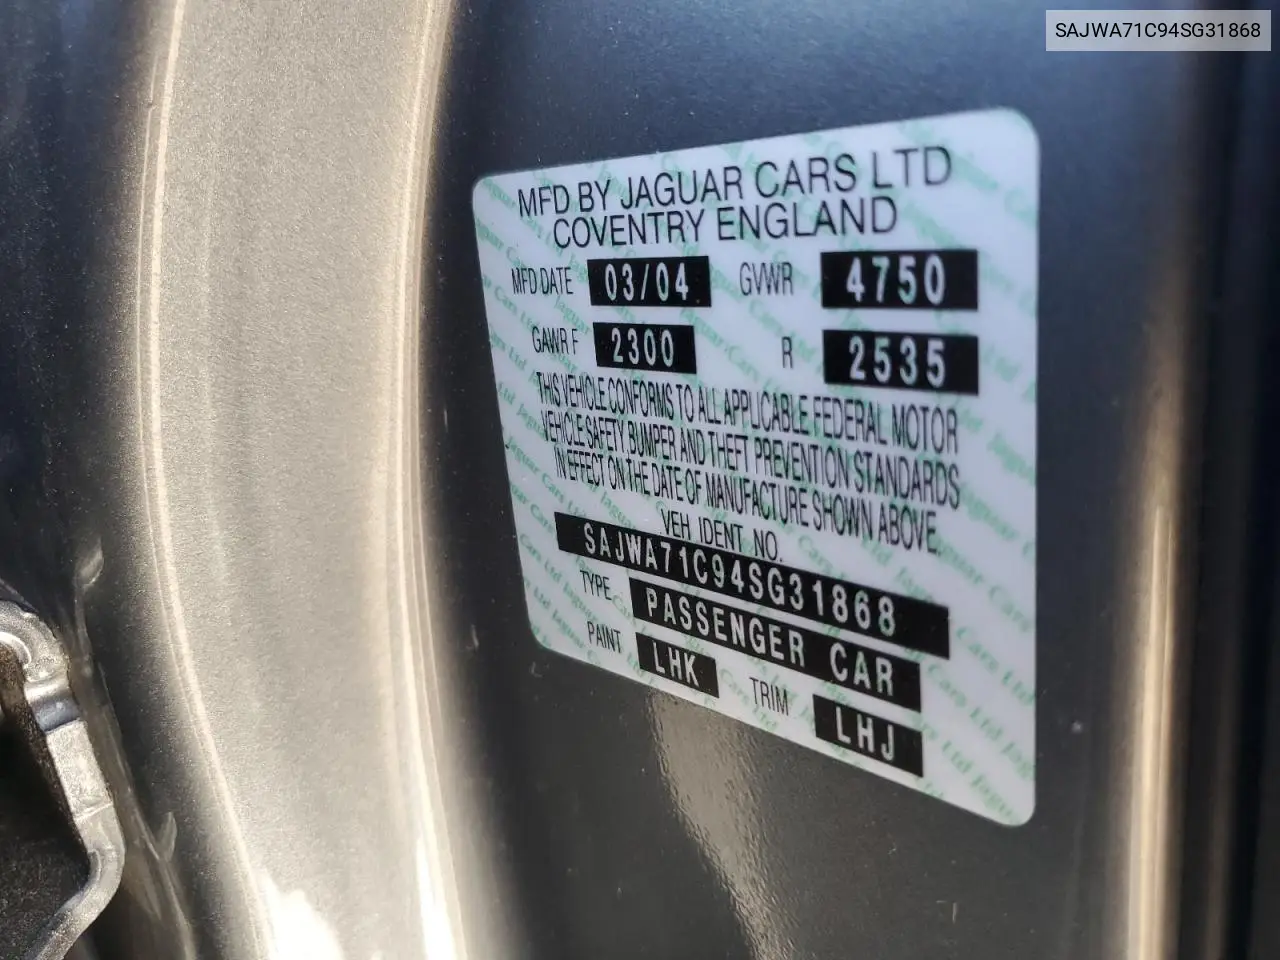 SAJWA71C94SG31868
MFD BY JAGUAR CARS LTD
COVENTRY ENGLAND
MFD DATE 03/04 GVWR 4750
GAWR F 2300 R 2535
THIS VEHICLE CONFORMS TO ALL APPLICABLE FEDERAL MOTOR
VEHICLE SAFETY, BUMPER AND THEFT PREVENTION STANDARDS
IN EFFECT ON THE DATE OF MANUFACTURE SHOWN ABOVE.
VEH IDENT NO.
SAJWA71C94SG31868
TYPE PASSENGER CAR
PAINT LHK TRIM LHJ